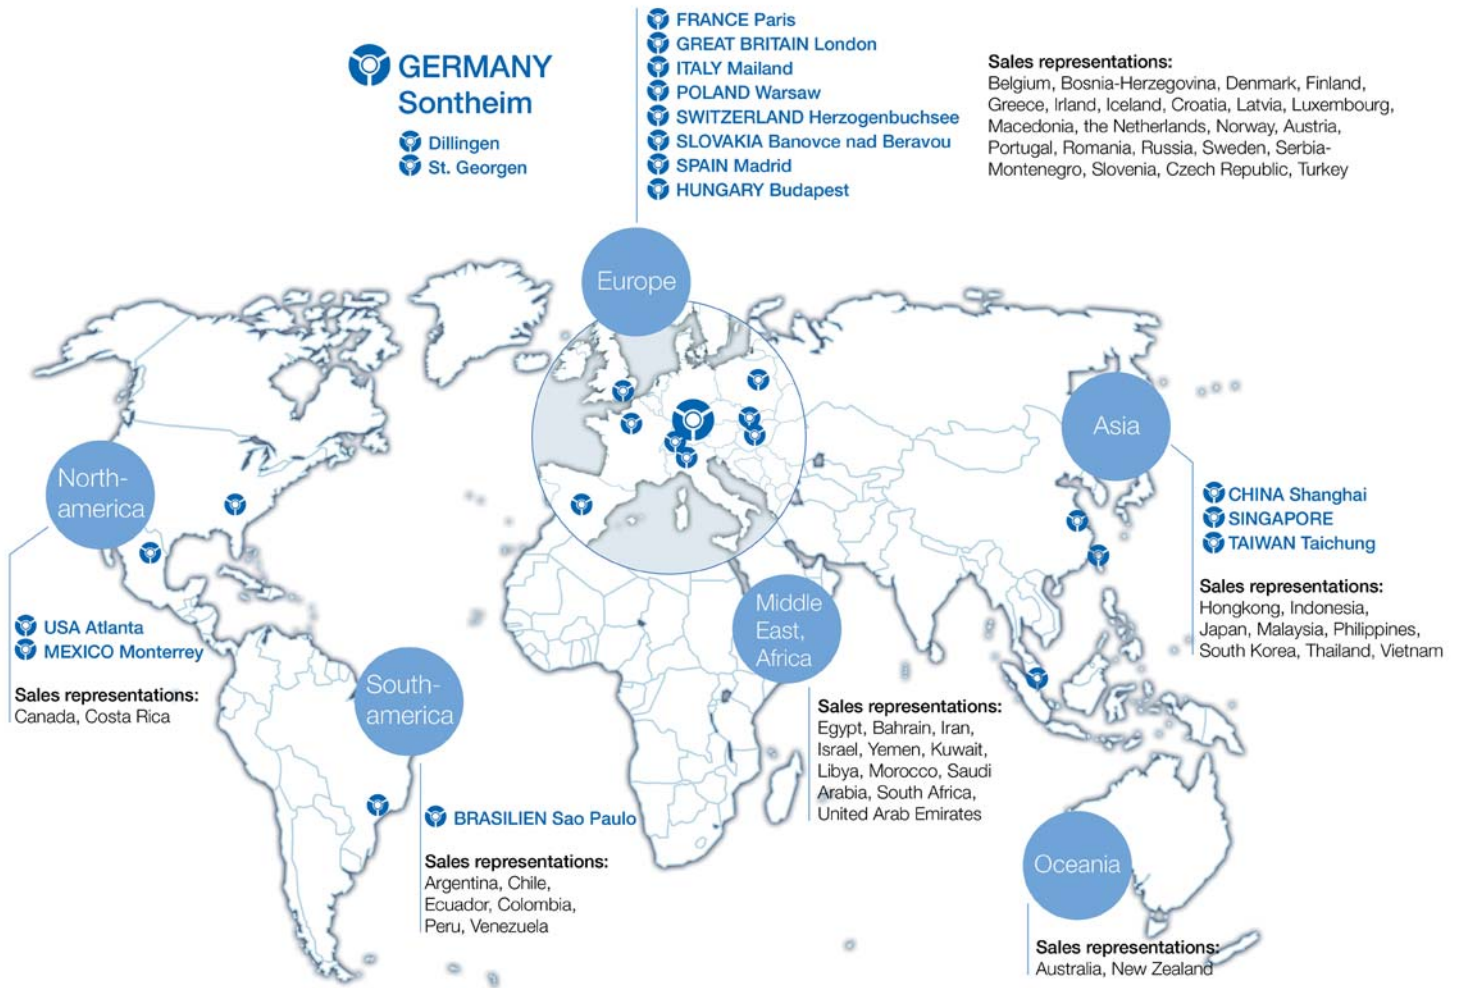 GERMANY
Sontheim
Dillingen
St. Georgen
FRANCE Paris
GREAT BRITAIN London
ITALY Mailand
POLAND Warsaw
SWITZERLAND Herzogenbuchsee
SLOVAKIA Banovce nad Beravou
SPAIN Madrid
HUNGARY Budapest
Sales representations:
Belgium, Bosnia-Herzegovina, Denmark, Finland,
Greece, Irland, Iceland, Croatia, Latvia, Luxembourg,
Macedonia, the Netherlands, Norway, Austria,
Portugal, Romania, Russia, Sweden, Serbia-
Montenegro, Slovenia, Czech Republic, Turkey
Europe
Asia
CHINA Shanghai
SINGAPORE
TAIWAN Taichung
Sales representations:
Hongkong, Indonesia,
Japan, Malaysia, Philippines,
South Korea, Thailand, Vietnam
North-
america
USA Atlanta
MEXICO Monterrey
Sales representations:
Canada, Costa Rica
South-
america
BRASILIEN Sao Paulo
Sales representations:
Argentina, Chile,
Ecuador, Colombia,
Peru, Venezuela
Middle
East,
Africa
Sales representations:
Egypt, Bahrain, Iran,
Israel, Yemen, Kuwait,
Libya, Morocco, Saudi
Arabia, South Africa,
United Arab Emirates
Oceania
Sales representations:
Australia, New Zealand